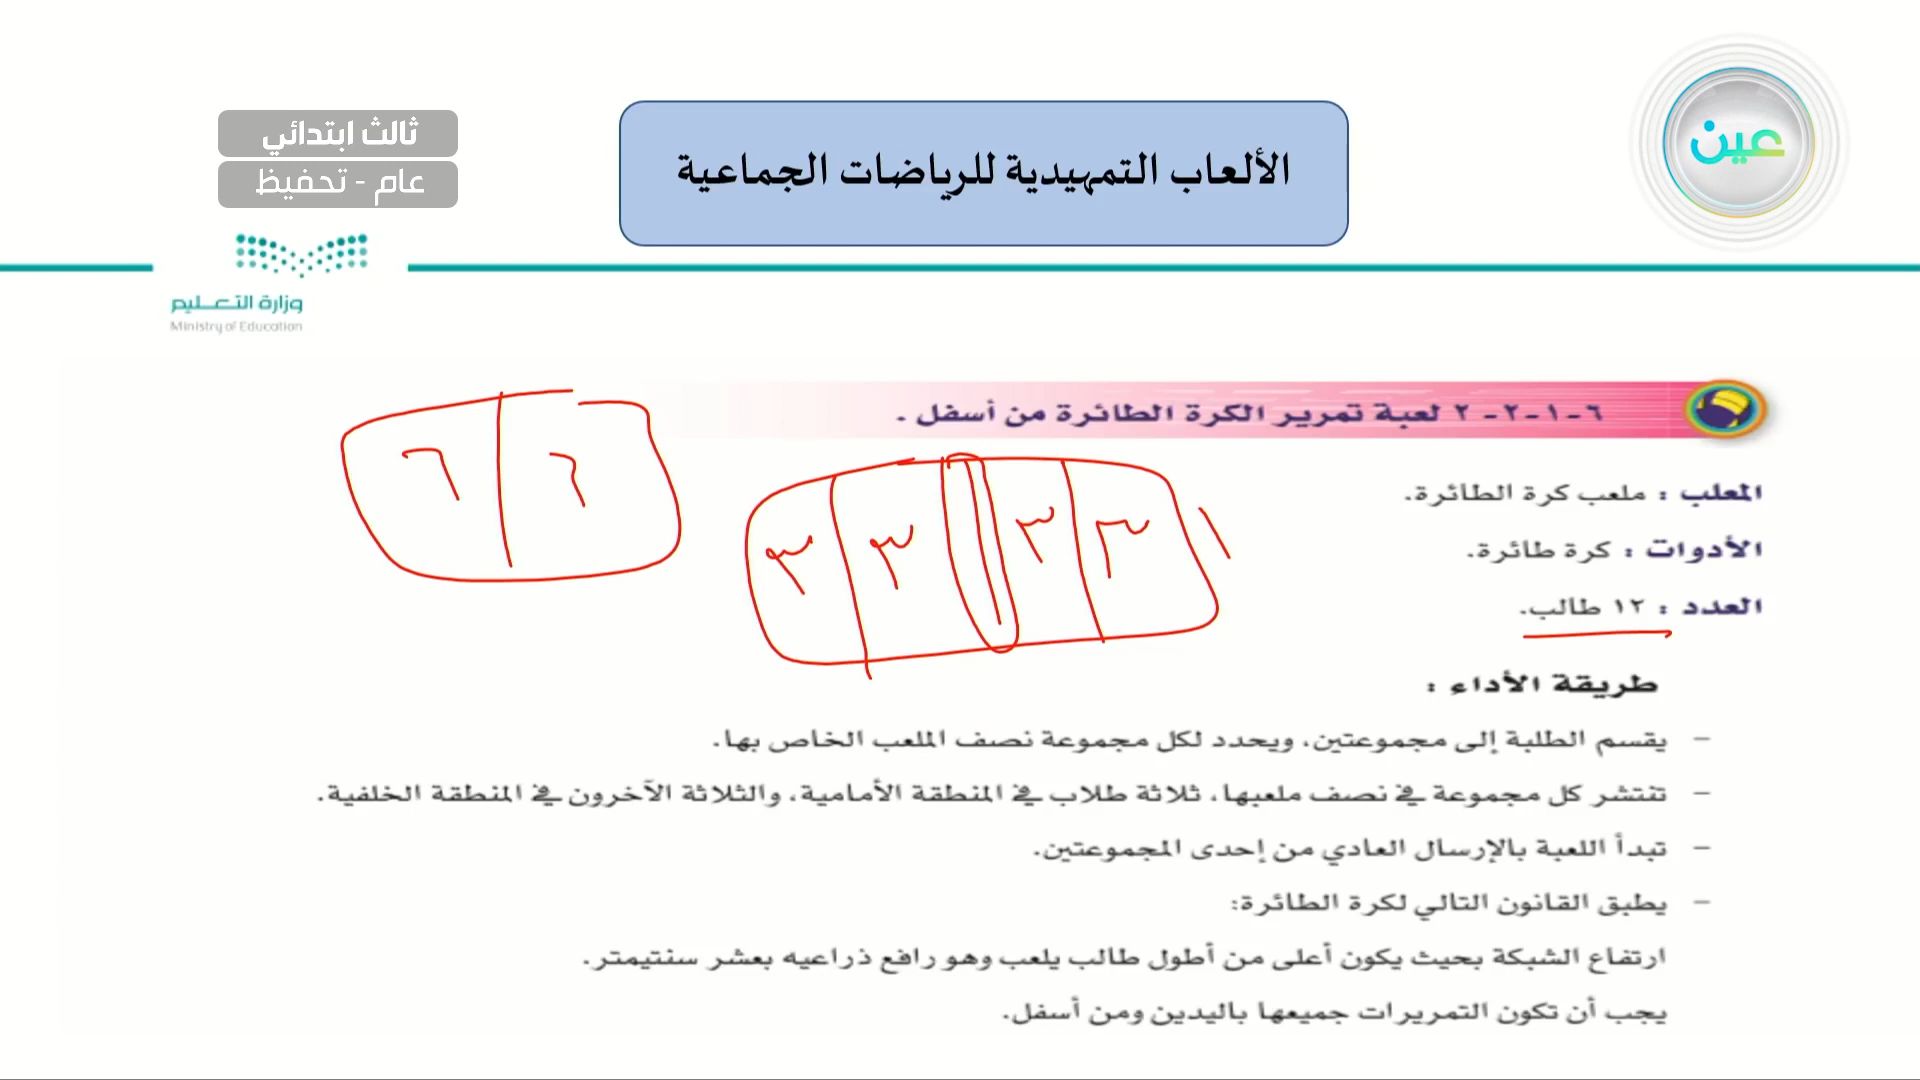 عين
الألعاب التمهيدية للرياضات الجماعية
ثالث ابتدائي
عام - تحفيظ
وزارة التعليم
Ministry of Education
٦-١-٢- ٢ لعبة تمرير الكرة الطائرة من أسفل .
المعلب : ملعب كرة الطائرة.
الأدوات : كرة طائرة.
العدد : ١٢ طالب.
٦ ٦
٣ ٣ ٣ ٣ ١
طريقة الأداء :
– يقسم الطلبة إلى مجموعتين، ويحدد لكل مجموعة نصف الملعب الخاص بها.
– تنتشر كل مجموعة في نصف ملعبها، ثلاثة طلاب في المنطقة الأمامية، والثلاثة الآخرون في المنطقة الخلفية.
– تبدأ اللعبة بالإرسال العادي من إحدى المجموعتين.
– يطبق القانون التالي لكرة الطائرة:
ارتفاع الشبكة بحيث يكون أعلى من أطول طالب يلعب وهو رافع ذراعيه بعشر سنتيمتر.
يجب أن تكون التمريرات جميعها باليدين ومن أسفل.